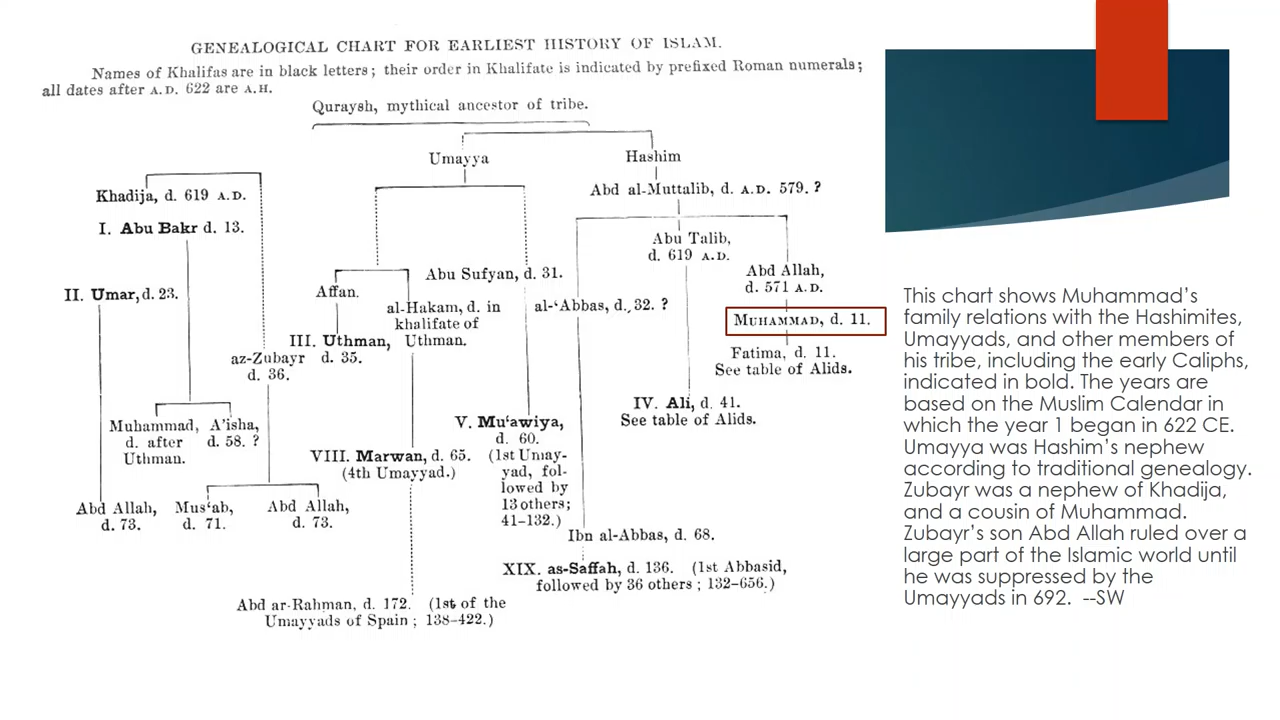 GENEALOGICAL CHART FOR EARLIEST HISTORY OF ISLAM.
Names of Khalifas are in black letters; their order in Khalifate is indicated by prefixed Roman numerals;
all dates after A.D. 622 are A.H.
Quraysh, mythical ancestor of tribe.
Umayya
Hashim
Khadija, d. 619 A.D.
Abd al-Muttalib, d. A.D. 579. ?
I. Abu Bakr d. 13.
Abu Talib,
d. 619 A.D.
Abd Allah,
d. 571 A.D.
II. Umar, d. 23.
Affan.
Abu Sufyan, d. 31.
al-Hakam, d. in
khalifate of
Uthman.
al-‘Abbas, d. 32. ?
MUHAMMAD, d. 11.
III. Uthman,
d. 35.
az-Zubayr
d. 36.
Fatima, d. 11.
See table of Alids.
Muhammad,
d. after
Uthman.
A’isha,
d. 58. ?
V. Mu‘awiya,
d. 60.
(1st Umay-
yad, fol-
lowed by
13 others;
41-132.)
IV. Ali, d. 41.
See table of Alids.
VIII. Marwan, d. 65.
(4th Umayyad.)
Abd Allah,
d. 73.
Mus‘ab,
d. 71.
Abd Allah,
d. 73.
Ibn al-Abbas, d. 68.
XIX. as-Saffah, d. 136. (1st Abbasid,
followed by 36 others; 132-656.)
Abd ar-Rahman, d. 172. (1st of the
Umayyads of Spain; 138-422.)
This chart shows Muhammad’s
family relations with the Hashimites,
Umayyads, and other members of
his tribe, including the early Caliphs,
indicated in bold. The years are
based on the Muslim Calendar in
which the year 1 began in 622 CE.
Umayya was Hashim’s nephew
according to traditional genealogy.
Zubayr was a nephew of Khadija,
and a cousin of Muhammad.
Zubayr’s son Abd Allah ruled over a
large part of the Islamic world until
he was suppressed by the
Umayyads in 692. --SW